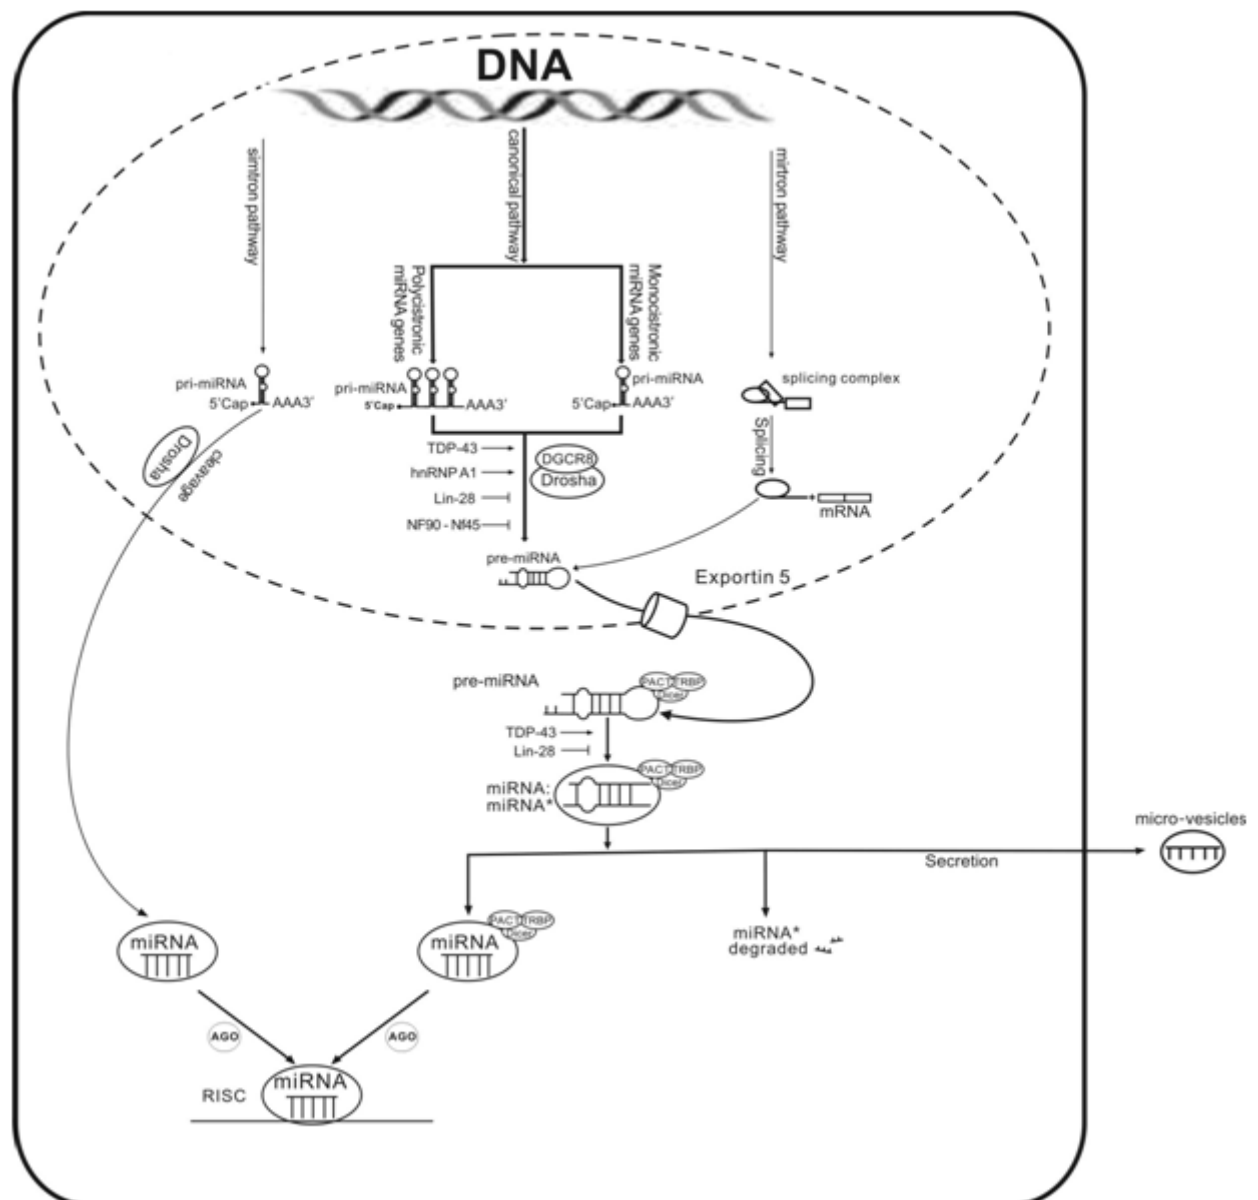 DNA
simtron pathway
canonical pathway
mirtron pathway
Polycistronic
miRNA genes
Monocistronic
miRNA genes
pri-miRNA
5'Cap
AAA3'
pri-miRNA
5'Cap
AAA3'
pri-miRNA
5'Cap
AAA3'
splicing complex
Splicing
mRNA
Drosha
cleavage
TDP-43
hnRNP A1
Lin-28
NF90 - Nf45
DGCR8
Drosha
pre-miRNA
Exportin 5
pre-miRNA
PACT
TRBP
Dicer
TDP-43
Lin-28
miRNA:
miRNA*
PACT
TRBP
Dicer
micro-vesicles
Secretion
miRNA
miRNA
PACT
TRBP
Dicer
miRNA*
degraded
AGO
AGO
RISC
miRNA